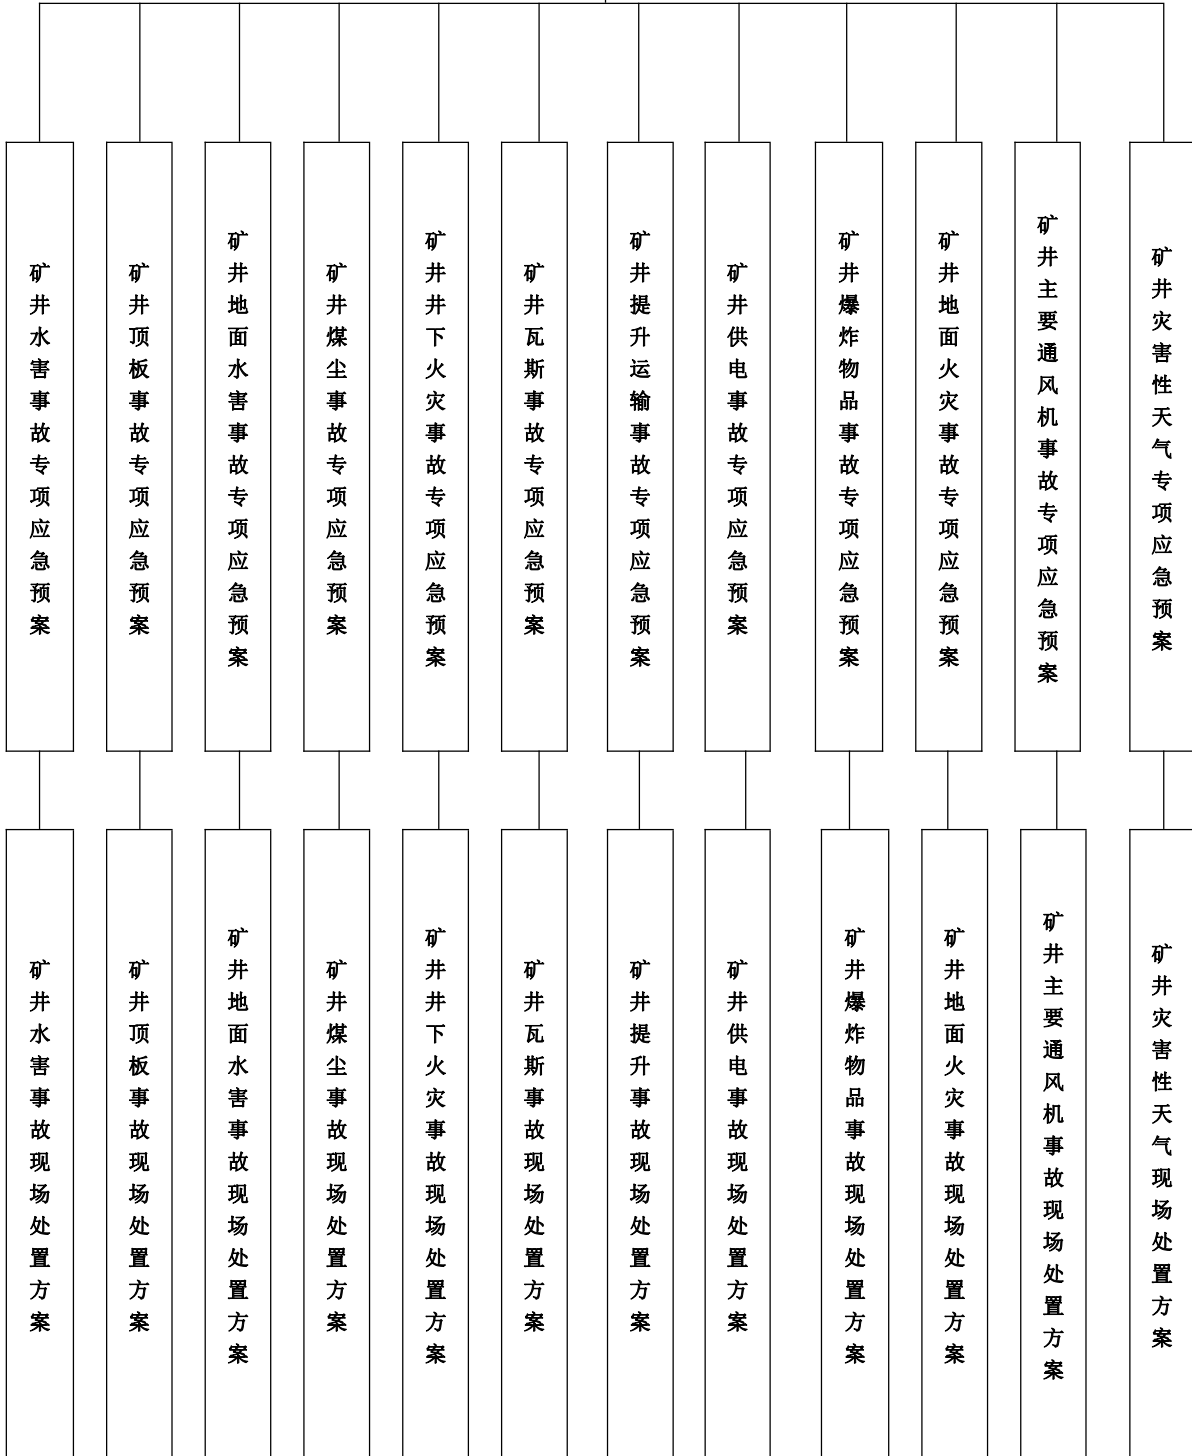 矿井水害事故专项应急预案
矿井顶板事故专项应急预案
矿井地面水害事故专项应急预案
矿井煤尘事故专项应急预案
矿井井下火灾事故专项应急预案
矿井瓦斯事故专项应急预案
矿井提升运输事故专项应急预案
矿井供电事故专项应急预案
矿井爆炸物品事故专项应急预案
矿井地面火灾事故专项应急预案
矿井主要通风机事故专项应急预案
矿井灾害性天气专项应急预案
矿井水害事故现场处置方案
矿井顶板事故现场处置方案
矿井地面水害事故现场处置方案
矿井煤尘事故现场处置方案
矿井井下火灾事故现场处置方案
矿井瓦斯事故现场处置方案
矿井提升事故现场处置方案
矿井供电事故现场处置方案
矿井爆炸物品事故现场处置方案
矿井地面火灾事故现场处置方案
矿井主要通风机事故现场处置方案
矿井灾害性天气现场处置方案